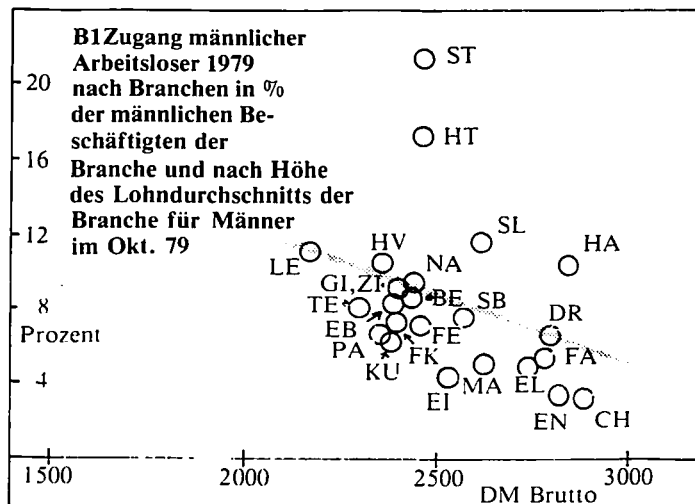 B1Zugang männlicher
Arbeitsloser 1979
nach Branchen in %
der männlichen Be-
schäftigten der
Branche und nach Höhe
des Lohndurchschnitts der
Branche für Männer
im Okt. 79
20
16
12
8
Prozent
4
ST
HT
SL
HA
HV
NA
LE
GI,ZI
BE
SB
TE
EB
FE
DR
PA
FK
FA
KU
MA
EL
EI
EN
CH
1500
2000
2500
3000
DM Brutto